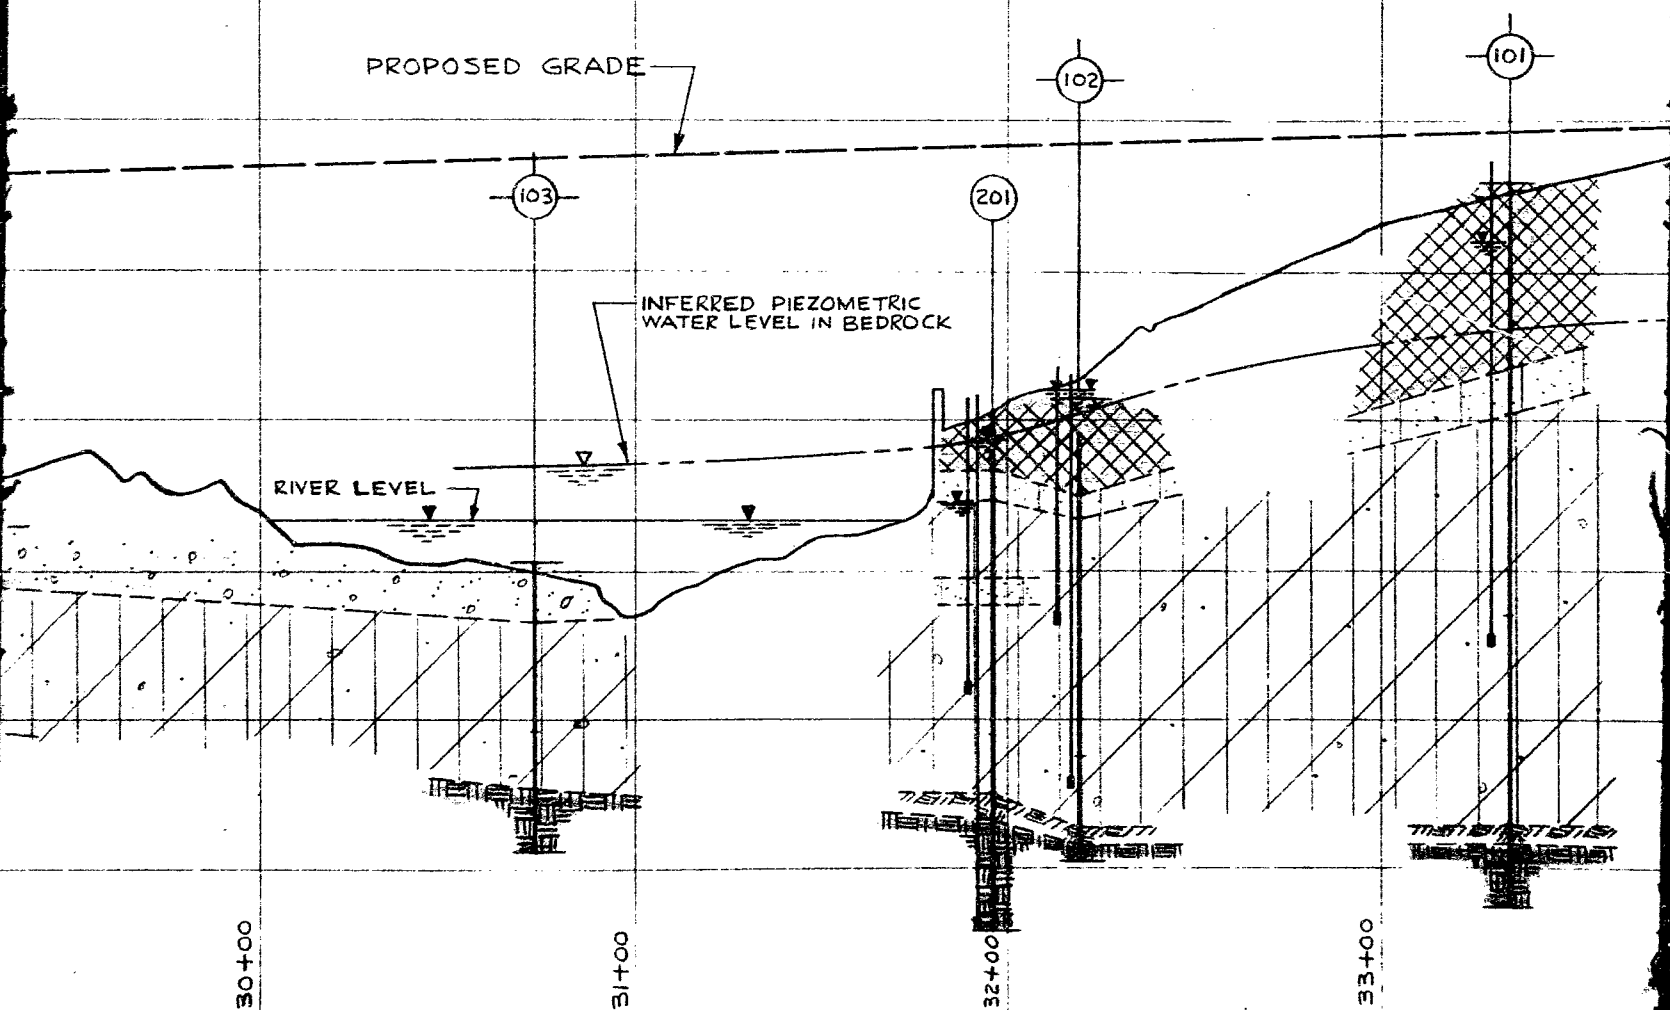 101
PROPOSED GRADE
102
103
201
INFERRED PIEZOMETRIC
WATER LEVEL IN BEDROCK
RIVER LEVEL
30+00
31+00
32+00
33+00